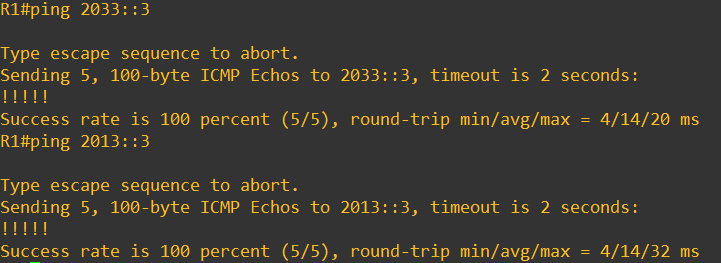 R1#ping 2033::3
Type escape sequence to abort.
Sending 5, 100-byte ICMP Echos to 2033::3, timeout is 2 seconds:
!!!!!
Success rate is 100 percent (5/5), round-trip min/avg/max = 4/14/20 ms
R1#ping 2013::3
Type escape sequence to abort.
Sending 5, 100-byte ICMP Echos to 2013::3, timeout is 2 seconds:
!!!!!
Success rate is 100 percent (5/5), round-trip min/avg/max = 4/14/32 ms